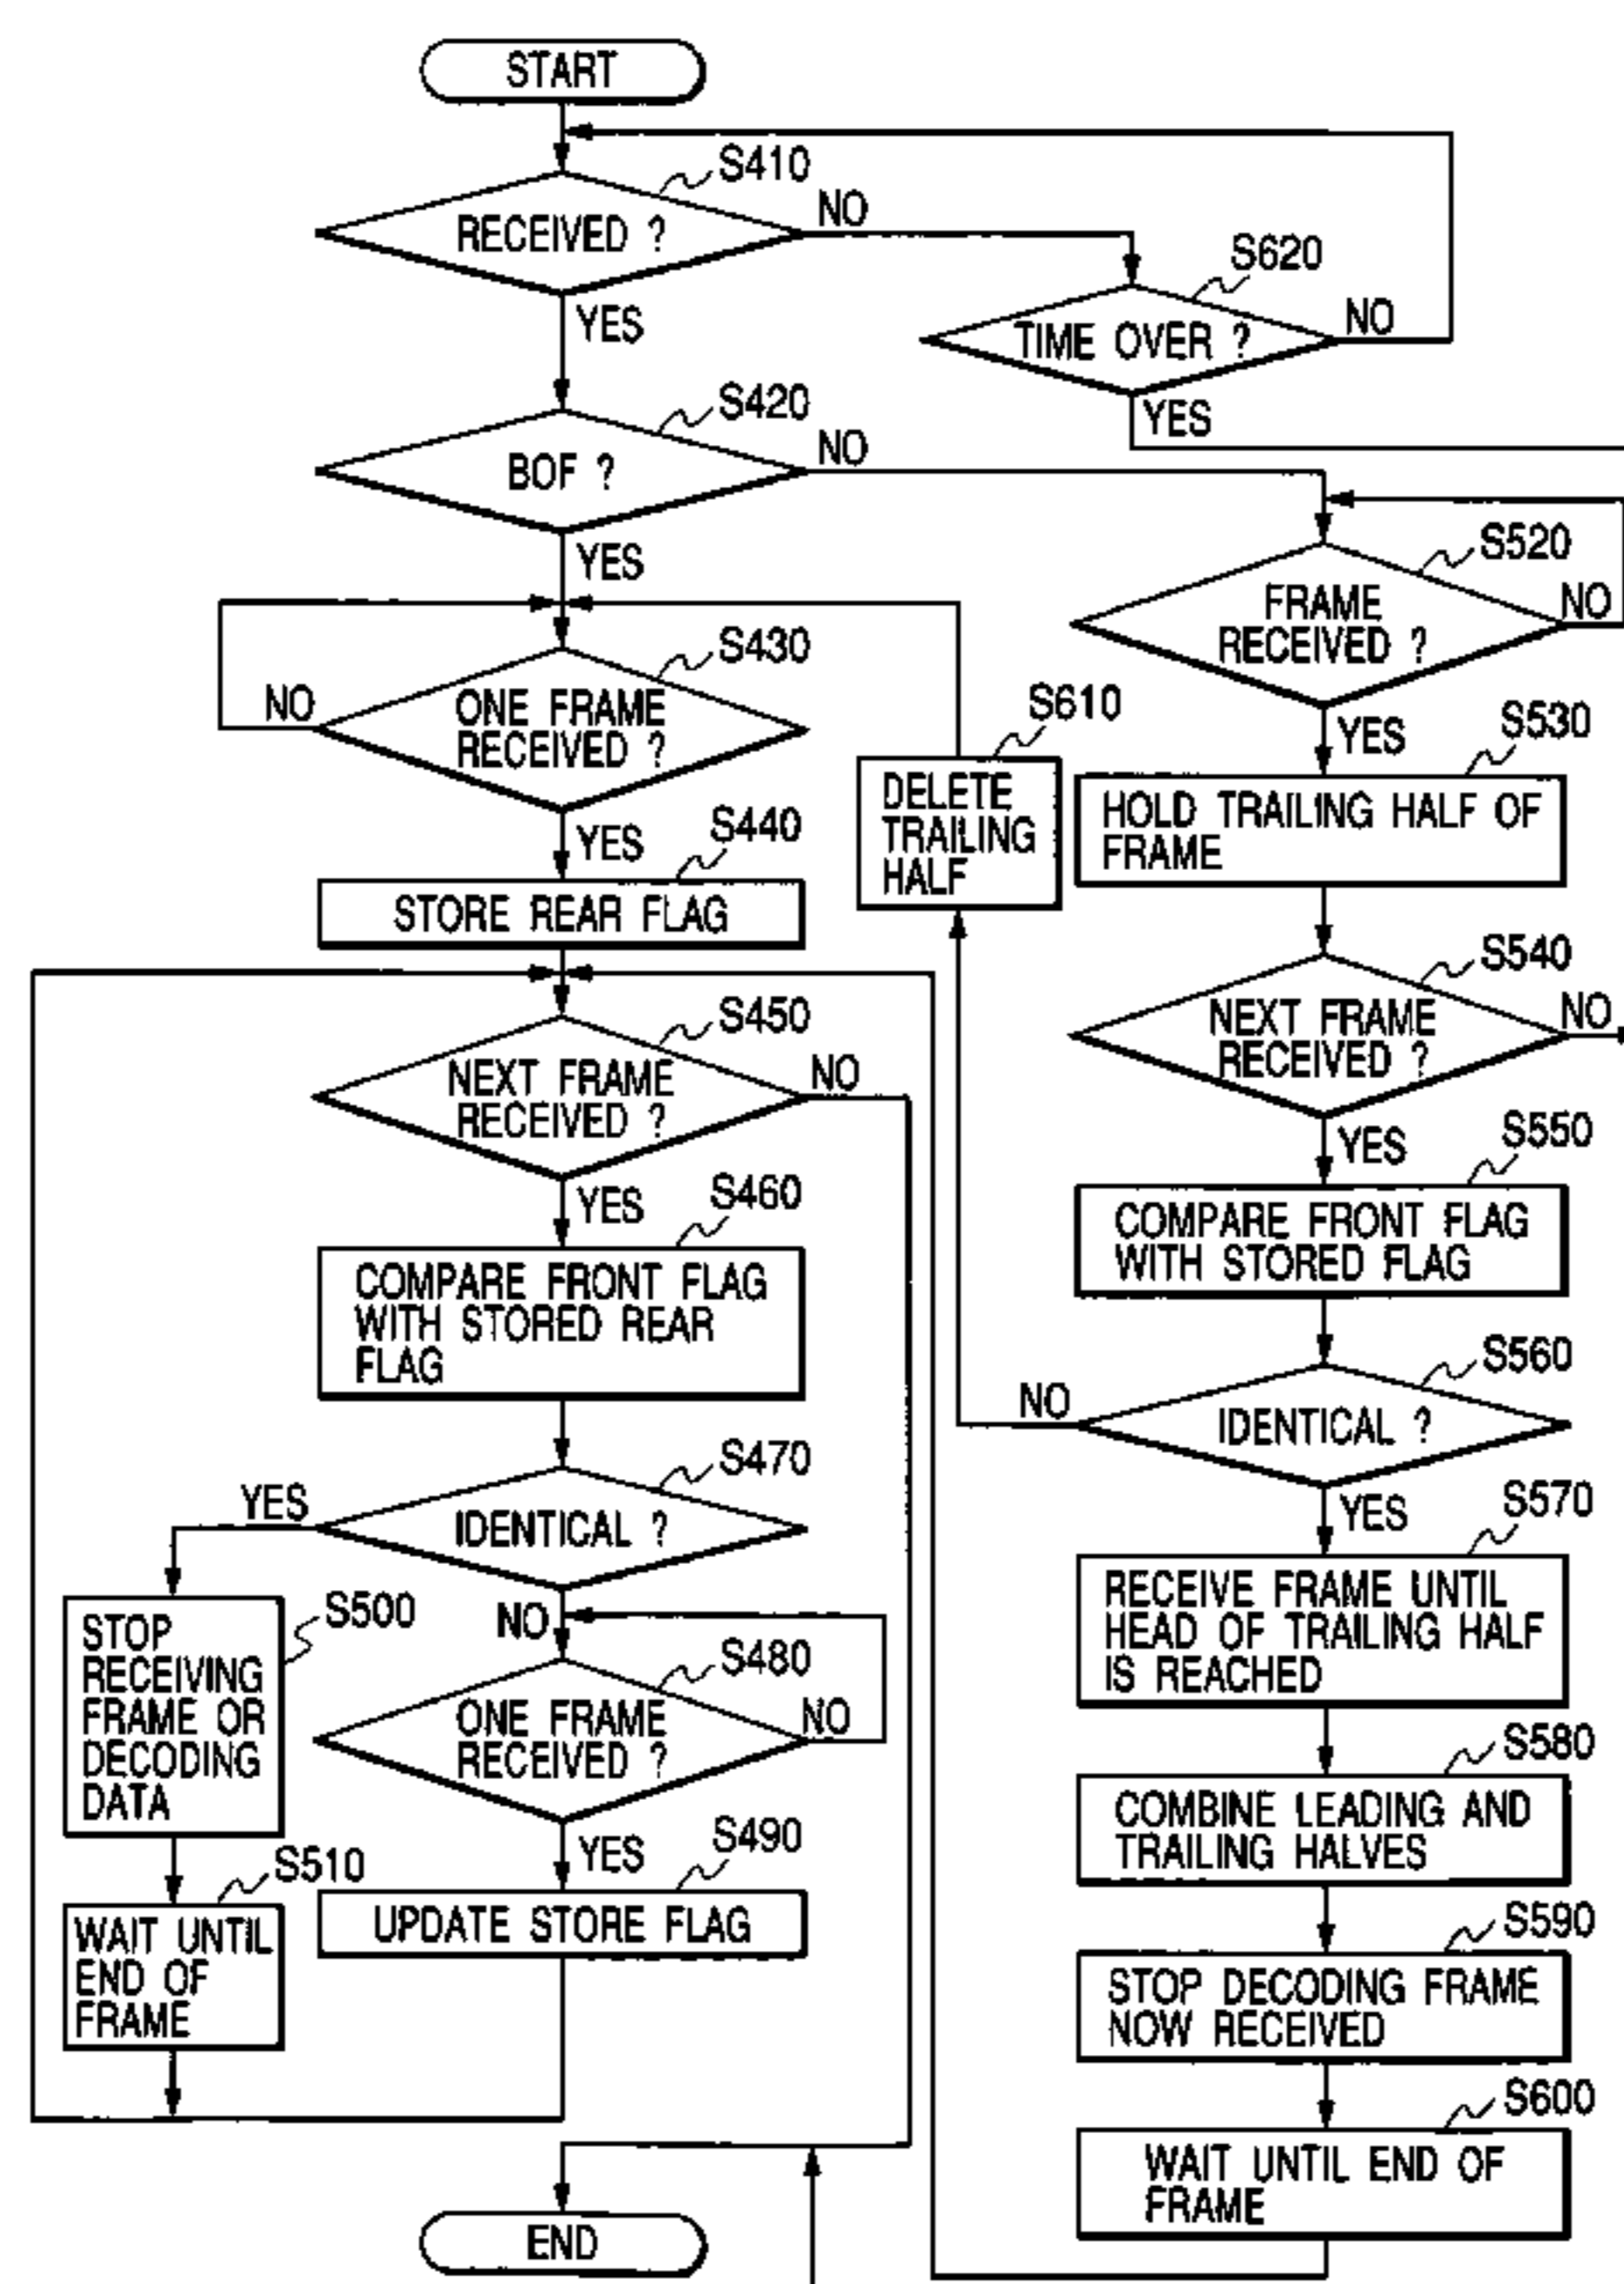 START
S410
RECEIVED ?
NO
YES
S620
TIME OVER ?
NO
YES
S420
BOF ?
NO
YES
S430
ONE FRAME
RECEIVED ?
NO
YES
S440
STORE REAR FLAG
S450
NEXT FRAME
RECEIVED ?
NO
YES
S460
COMPARE FRONT FLAG
WITH STORED REAR
FLAG
S470
IDENTICAL ?
YES
NO
S500
STOP
RECEIVING
FRAME OR
DECODING
DATA
S510
WAIT UNTIL
END OF
FRAME
S480
ONE FRAME
RECEIVED ?
NO
YES
S490
UPDATE STORE FLAG
END
S610
DELETE
TRAILING
HALF
S520
FRAME
RECEIVED ?
NO
YES
S530
HOLD TRAILING HALF OF
FRAME
S540
NEXT FRAME
RECEIVED ?
NO
YES
S550
COMPARE FRONT FLAG
WITH STORED FLAG
S560
IDENTICAL ?
NO
YES
S570
RECEIVE FRAME UNTIL
HEAD OF TRAILING HALF
IS REACHED
S580
COMBINE LEADING AND
TRAILING HALVES
S590
STOP DECODING FRAME
NOW RECEIVED
S600
WAIT UNTIL END OF
FRAME